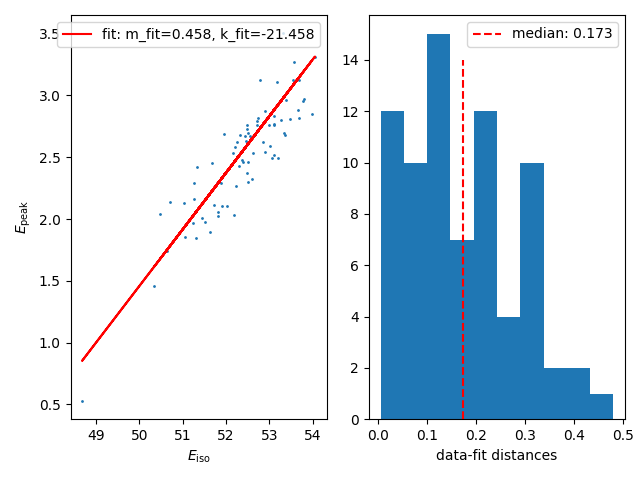 fit: m_fit=0.458, k_fit=-21.458
3.5
3.0
2.5
2.0
1.5
1.0
0.5
E_peak
49 50 51 52 53 54
E_iso
median: 0.173
14
12
10
8
6
4
2
0
0.0 0.1 0.2 0.3 0.4 0.5
data-fit distances